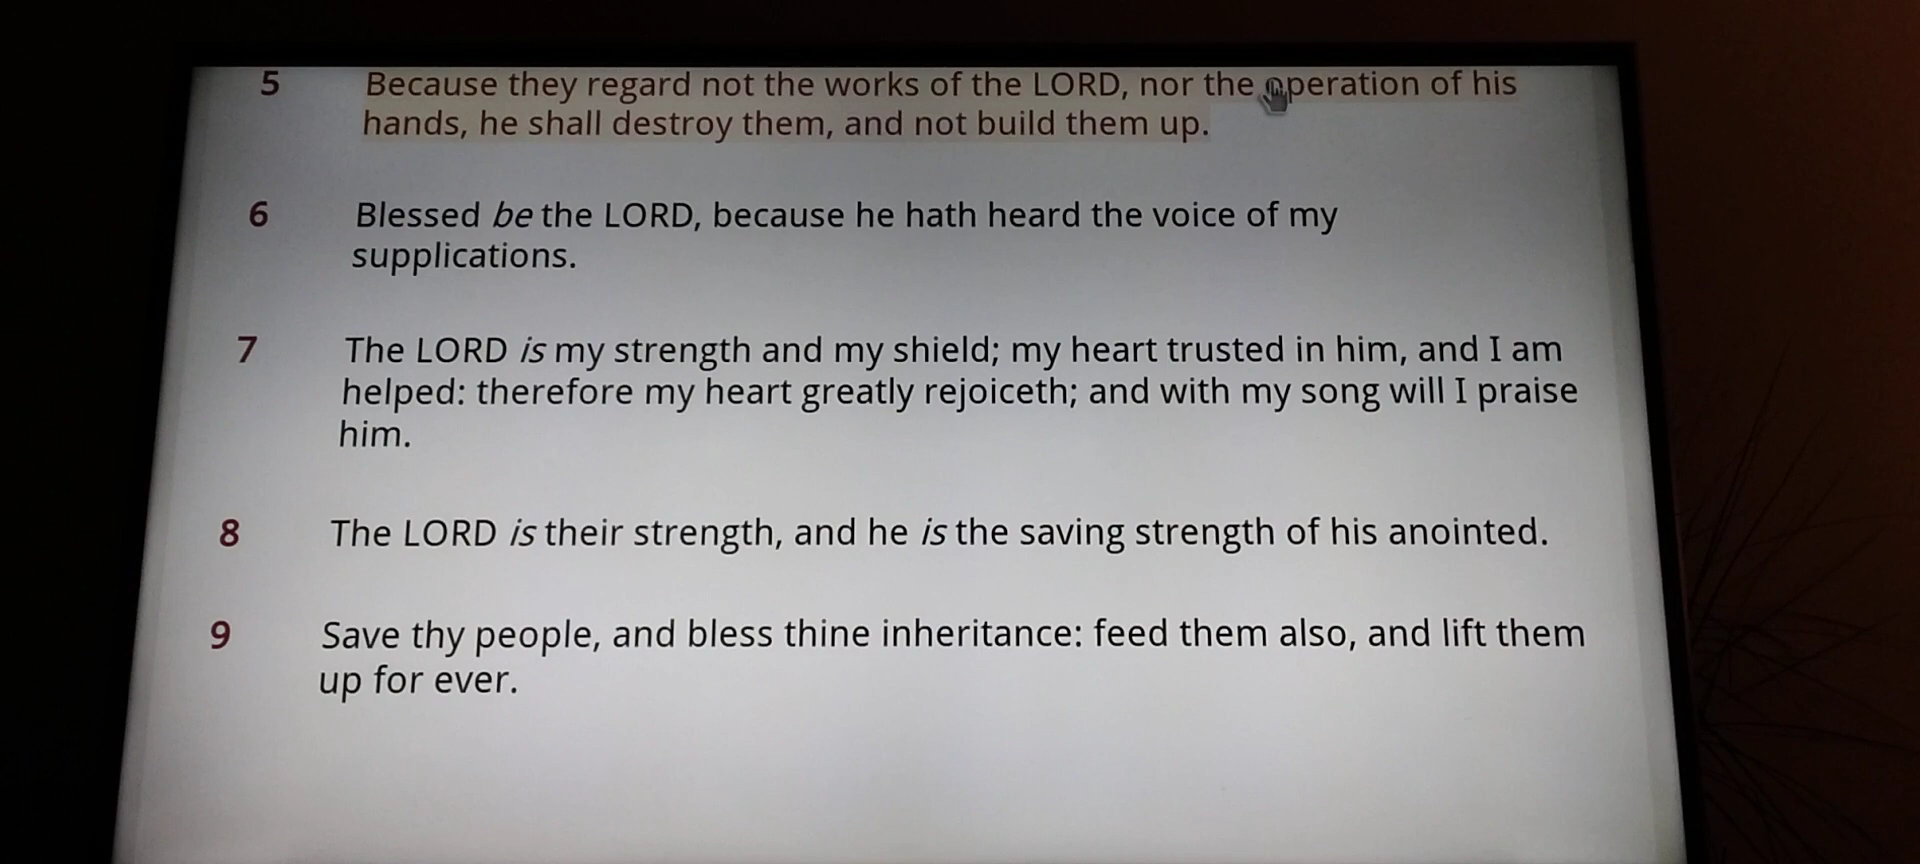 5 Because they regard not the works of the LORD, nor the operation of his
hands, he shall destroy them, and not build them up.
6 Blessed be the LORD, because he hath heard the voice of my
supplications.
7 The LORD is my strength and my shield; my heart trusted in him, and I am
helped: therefore my heart greatly rejoiceth; and with my song will I praise
him.
8 The LORD is their strength, and he is the saving strength of his anointed.
9 Save thy people, and bless thine inheritance: feed them also, and lift them
up for ever.